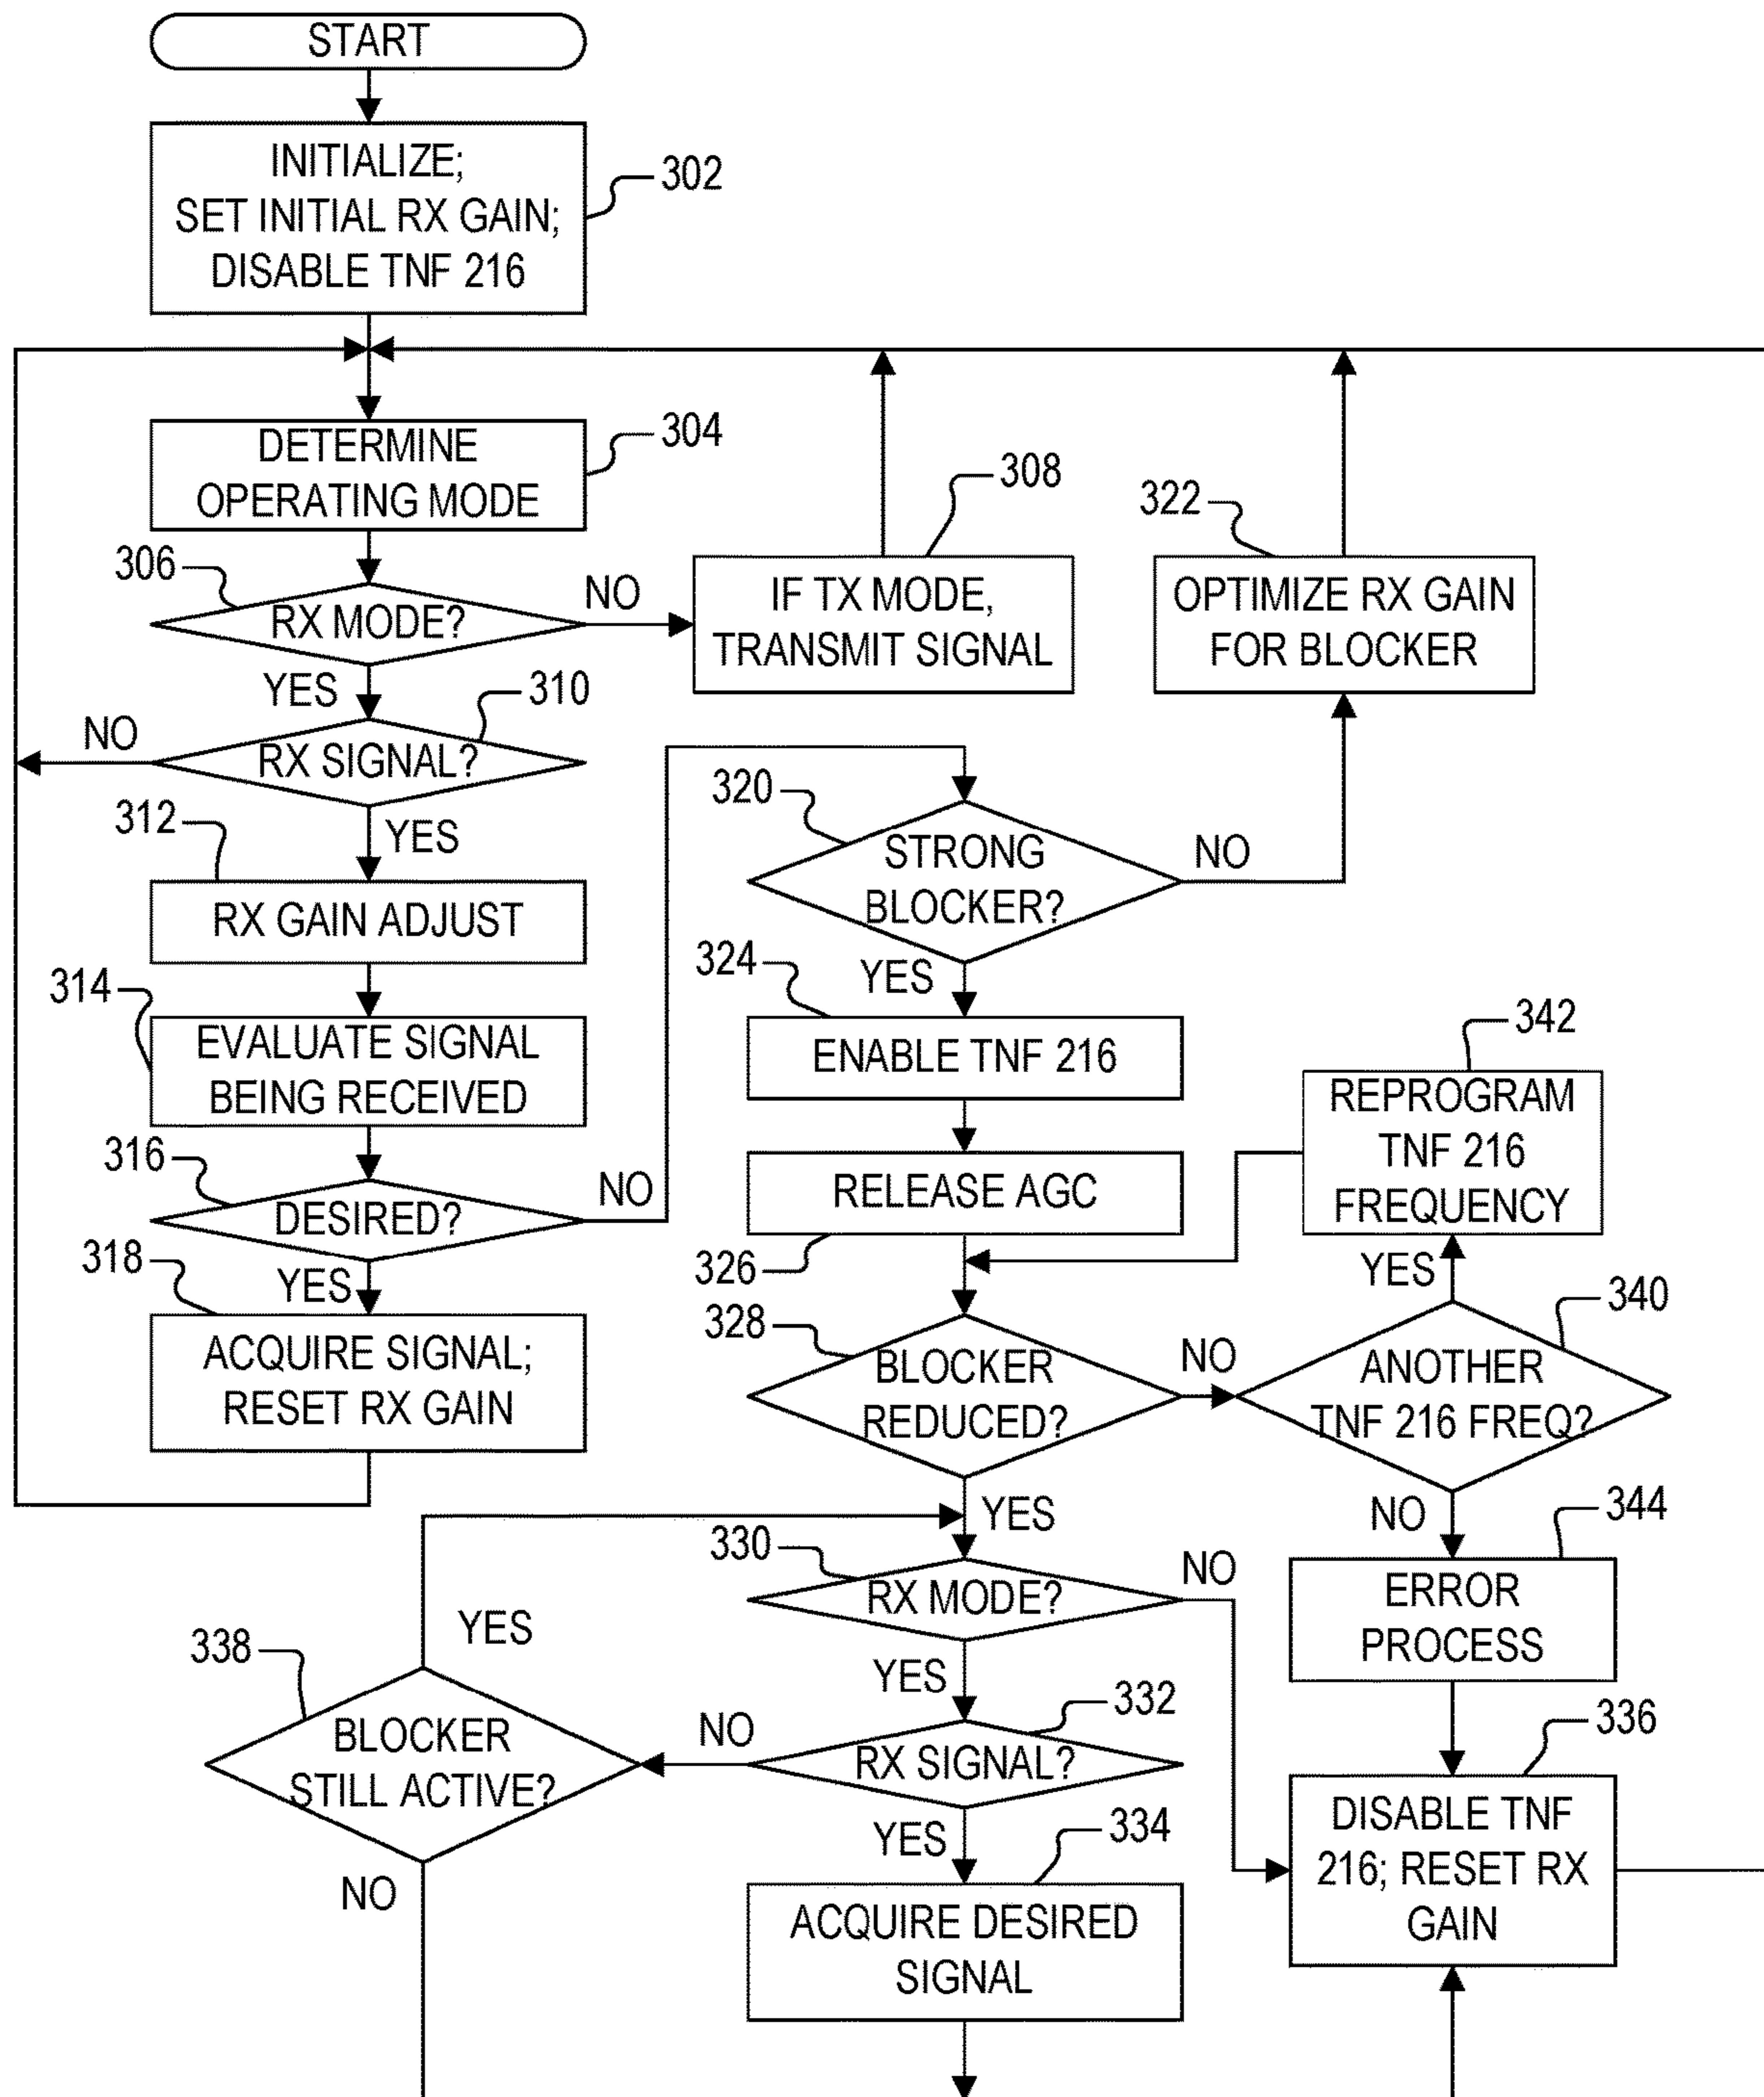 START
INITIALIZE;
SET INITIAL RX GAIN;
DISABLE TNF 216
302
DETERMINE
OPERATING MODE
304
306
RX MODE?
NO
YES
308
IF TX MODE,
TRANSMIT SIGNAL
322
OPTIMIZE RX GAIN
FOR BLOCKER
310
RX SIGNAL?
NO
YES
312
RX GAIN ADJUST
314
EVALUATE SIGNAL
BEING RECEIVED
316
DESIRED?
NO
YES
318
ACQUIRE SIGNAL;
RESET RX GAIN
320
STRONG
BLOCKER?
NO
YES
324
ENABLE TNF 216
RELEASE AGC
326
342
REPROGRAM
TNF 216
FREQUENCY
YES
328
BLOCKER
REDUCED?
NO
YES
340
ANOTHER
TNF 216 FREQ?
NO
344
ERROR
PROCESS
330
RX MODE?
NO
YES
332
RX SIGNAL?
NO
YES
338
BLOCKER
STILL ACTIVE?
YES
NO
334
ACQUIRE DESIRED
SIGNAL
336
DISABLE TNF
216; RESET RX
GAIN